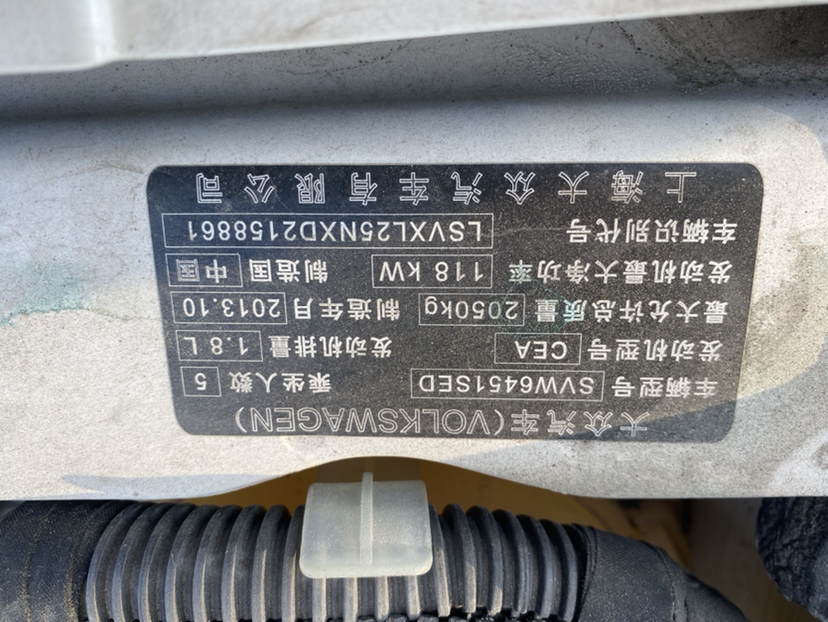 大众汽车(VOLKSWAGEN)
车辆型号 SVW6451SED 乘坐人数 5
发动机型号 CEA 发动机排量 1.8 L
最大允许总质量 2050kg 制造年月 2013.10
发动机最大净功率 118 kW 制造国 中国
车辆识别代号 LSVXL25NXD2158861
上海大众汽车有限公司